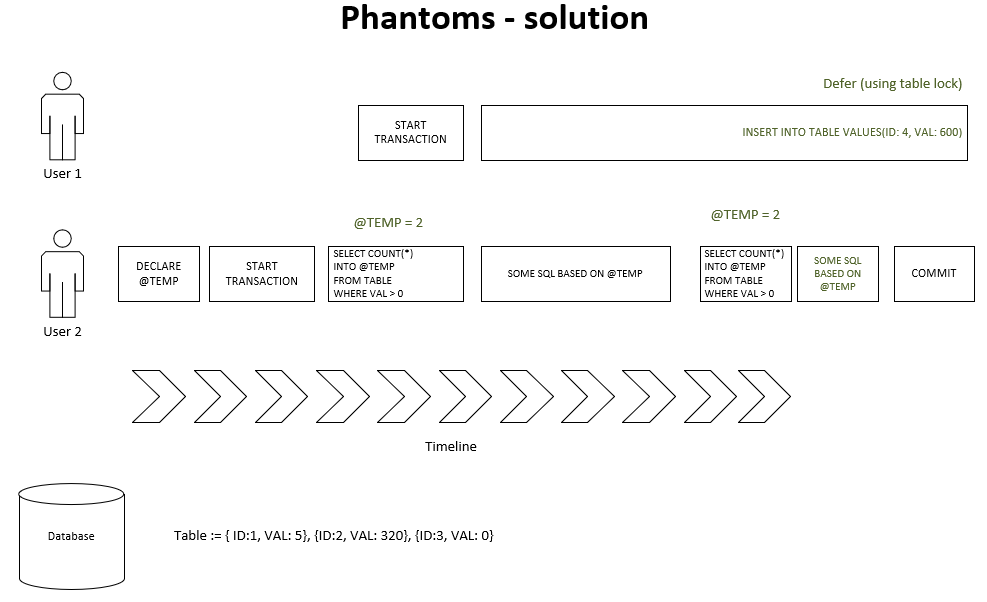 Phantoms - solution
Defer (using table lock)
START
TRANSACTION
INSERT INTO TABLE VALUES(ID: 4, VAL: 600)
User 1
@TEMP = 2
@TEMP = 2
DECLARE
@TEMP
START
TRANSACTION
SELECT COUNT(*)
INTO @TEMP
FROM TABLE
WHERE VAL > 0
SOME SQL BASED ON @TEMP
SELECT COUNT(*)
INTO @TEMP
FROM TABLE
WHERE VAL > 0
SOME SQL
BASED ON
@TEMP
COMMIT
User 2
Timeline
Database
Table := { ID:1, VAL: 5}, {ID:2, VAL: 320}, {ID:3, VAL: 0}